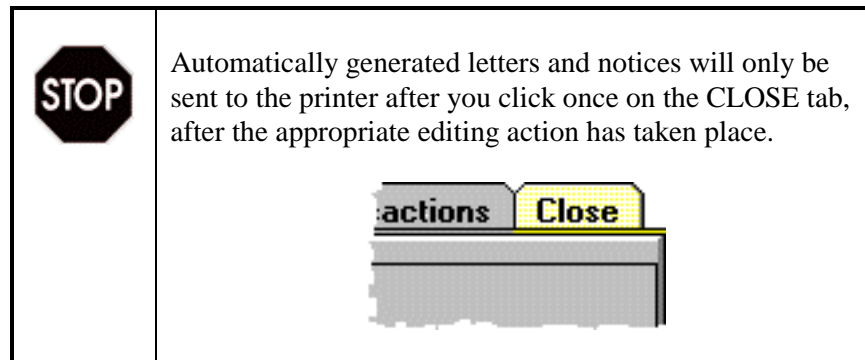 STOP
Automatically generated letters and notices will only be
sent to the printer after you click once on the CLOSE tab,
after the appropriate editing action has taken place.
actions Close